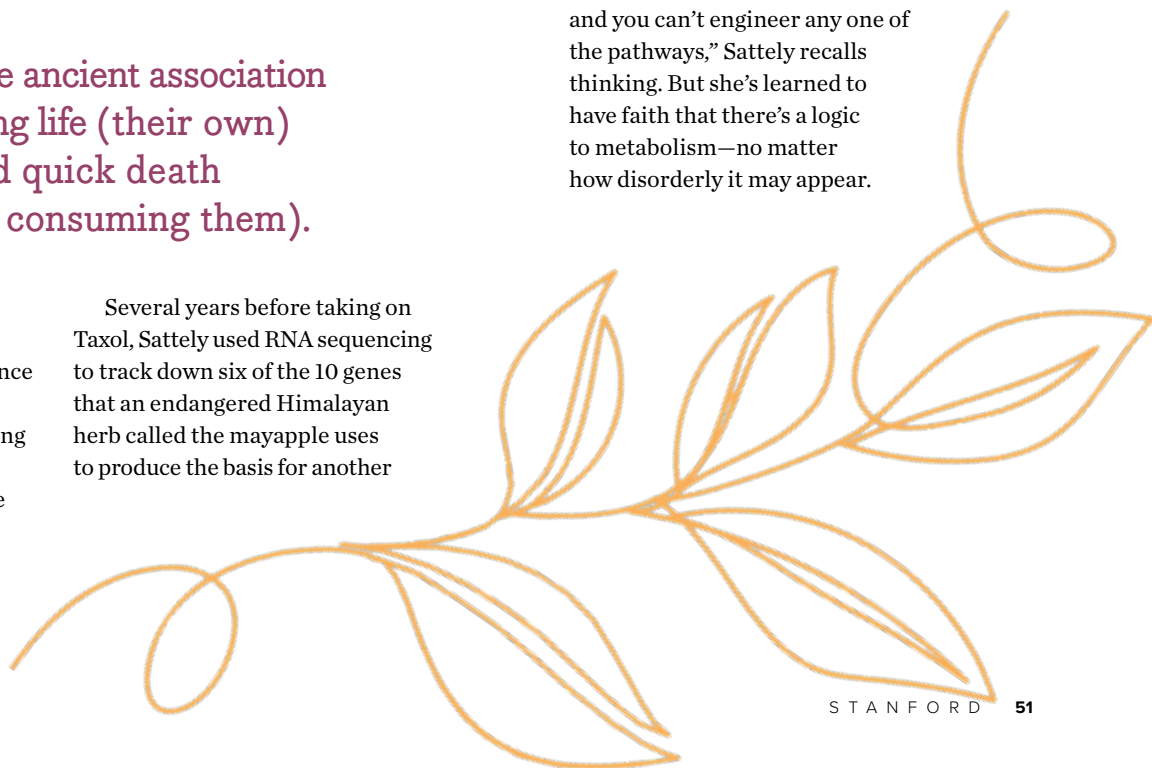 e ancient association
ng life (their own)
d quick death
consuming them).
nce
ng
e
Several years before taking on
Taxol, Sattely used RNA sequencing
to track down six of the 10 genes
that an endangered Himalayan
herb called the mayapple uses
to produce the basis for another
and you can’t engineer any one of
the pathways,” Sattely recalls
thinking. But she’s learned to
have faith that there’s a logic
to metabolism—no matter
how disorderly it may appear.
STANFORD 51